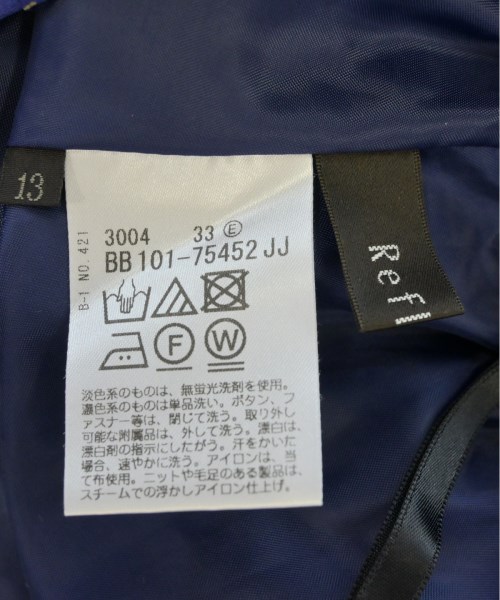 13
B-1 NO.421
3004 33 Ⓔ
BB 101-75452 JJ
F W
淡色系のものは、無蛍光洗剤を使用。
濃色系のものは単品洗い。ボタン、フ
ァスナー等は、閉じて洗う。取り外し
可能な附属品は、外して洗う。漂白は、
漂白剤の指示にしたがう。汗をかいた
場合、速やかに洗う。アイロンは、当
て布使用。ニットや毛足のある製品は、
スチームでの浮かしアイロン仕上げ。
Refl